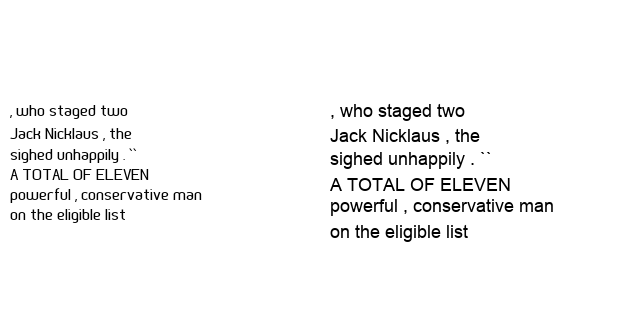 , who staged two
Jack Nicklaus , the
sighed unhappily . ``
A TOTAL OF ELEVEN
powerful , conservative man
on the eligible list
, who staged two
Jack Nicklaus , the
sighed unhappily . ``
A TOTAL OF ELEVEN
powerful , conservative man
on the eligible list